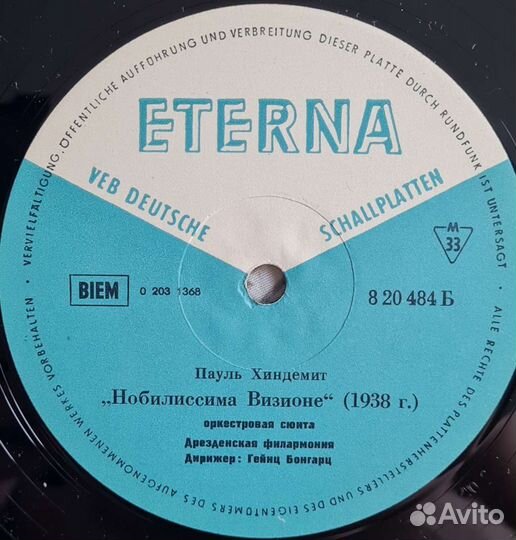 VERVIELFÄLTIGUNG, ÖFFENTLICHE AUFFÜHRUNG UND VERBREITUNG DIESER PLATTE DURCH RUNDFUNK IST UNTERSAGT •
ETERNA
VEB DEUTSCHE SCHALLPLATTEN
M
33
BIEM
0 203 1368
8 20 484 Б
Пауль Хиндемит
„Нобилиссима Визионе“ (1938 г.)
оркестровая сюита
Дрезденская филармония
Дирижер: Гейнц Бонгарц
ALLE RECHTE DES PLATTENHERSTELLERS UND DES EIGENTÜMERS DES AUFGENOMMENEN WERKES VORBEHALTEN •
Avito